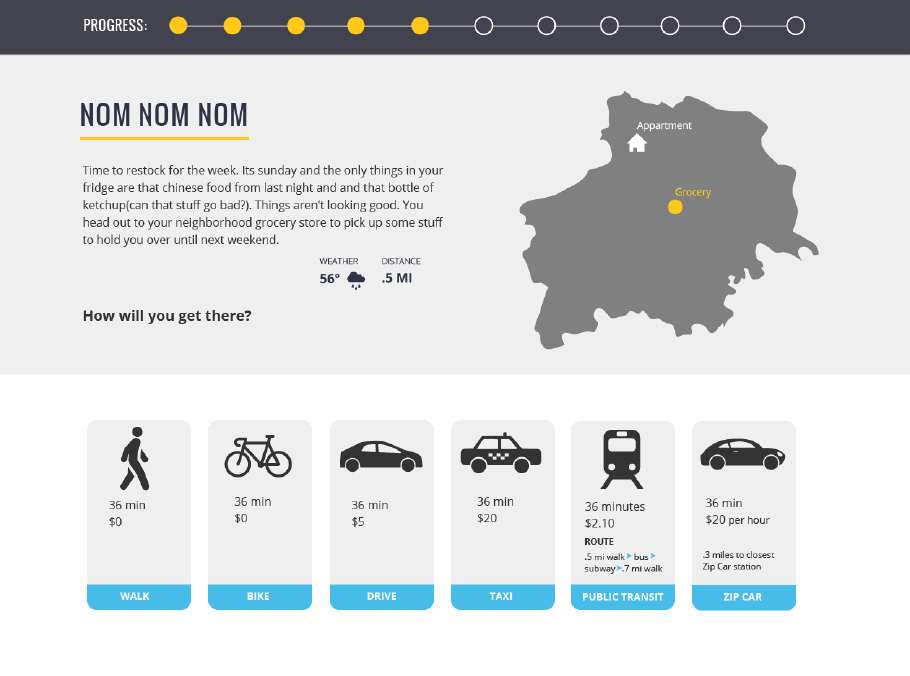 PROGRESS:
NOM NOM NOM
Time to restock for the week. Its sunday and the only things in your
fridge are that chinese food from last night and and that bottle of
ketchup(can that stuff go bad?). Things aren't looking good. You
head out to your neighborhood grocery store to pick up some stuff
to hold you over until next weekend.
WEATHER DISTANCE
56° .5 MI
How will you get there?
Appartment
Grocery
36 min
$0
WALK
36 min
$0
BIKE
36 min
$5
DRIVE
36 min
$20
TAXI
36 minutes
$2.10
ROUTE
.5 mi walk bus
subway .7 mi walk
PUBLIC TRANSIT
36 min
$20 per hour
.3 miles to closest
Zip Car station
ZIP CAR